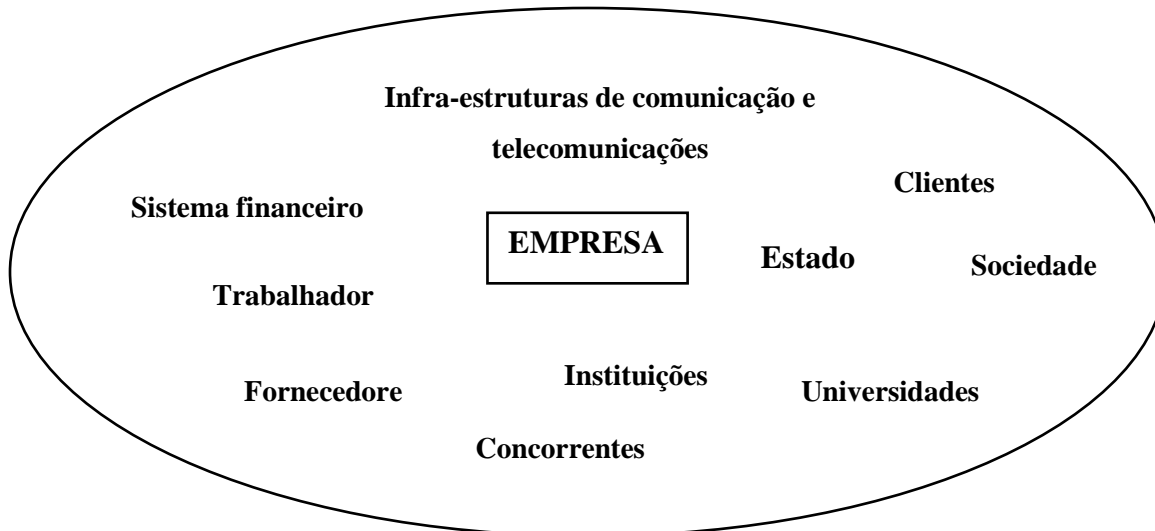 Infra-estruturas de comunicação e
telecomunicações
Clientes
Sistema financeiro
EMPRESA
Estado
Sociedade
Trabalhador
Instituições
Fornecedore
Universidades
Concorrentes